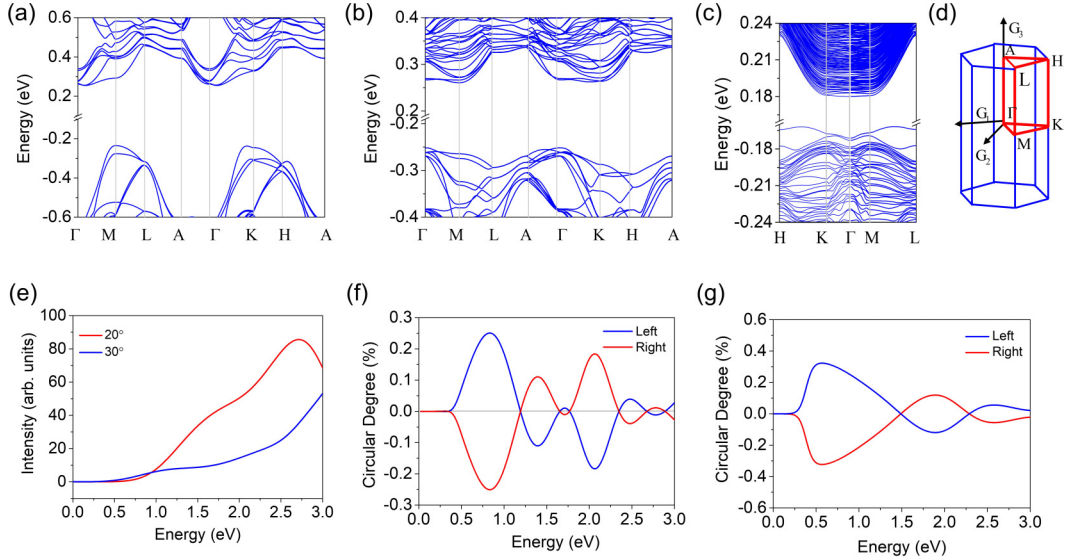 (a)
Energy (eV)
0.6
0.4
0.2
-0.2
-0.4
-0.6
Γ M L A Γ K H A
(b)
Energy (eV)
0.4
0.3
0.2
-0.2
-0.3
-0.4
Γ M L A Γ K H A
(c)
Energy (eV)
0.24
0.22
0.20
0.18
-0.18
-0.20
-0.22
-0.24
H K Γ M L
(d)
G₃
A
H
L
G₁
Γ
K
G₂
M
(e)
Intensity (arb. units)
100
80
60
40
20
0
20°
30°
0.0 0.5 1.0 1.5 2.0 2.5 3.0
Energy (eV)
(f)
Circular Degree (%)
0.3
0.2
0.1
0.0
-0.1
-0.2
-0.3
Left
Right
0.0 0.5 1.0 1.5 2.0 2.5 3.0
Energy (eV)
(g)
Circular Degree (%)
0.6
0.4
0.2
0.0
-0.2
-0.4
-0.6
Left
Right
0.0 0.5 1.0 1.5 2.0 2.5 3.0
Energy (eV)